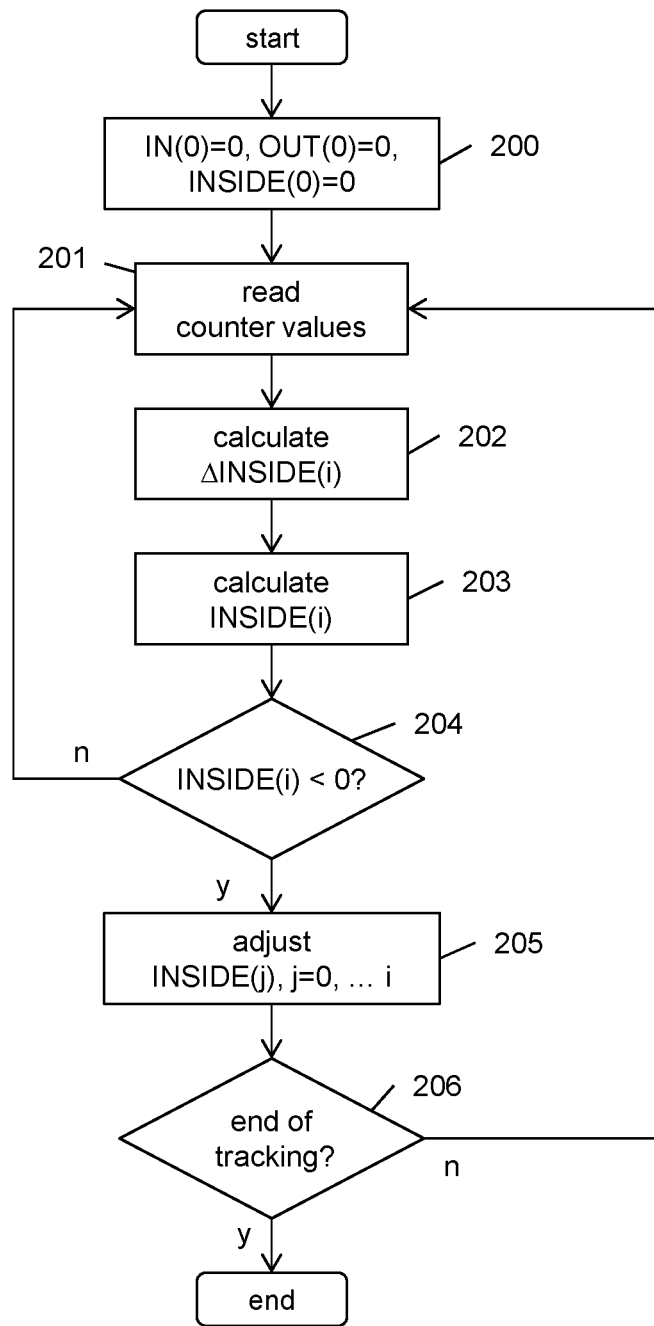 start
IN(0)=0, OUT(0)=0,
INSIDE(0)=0
200
201
read
counter values
calculate
ΔINSIDE(i)
202
calculate
INSIDE(i)
203
204
n
INSIDE(i) < 0?
y
adjust
INSIDE(j), j=0, ... i
205
206
end of
tracking?
n
y
end